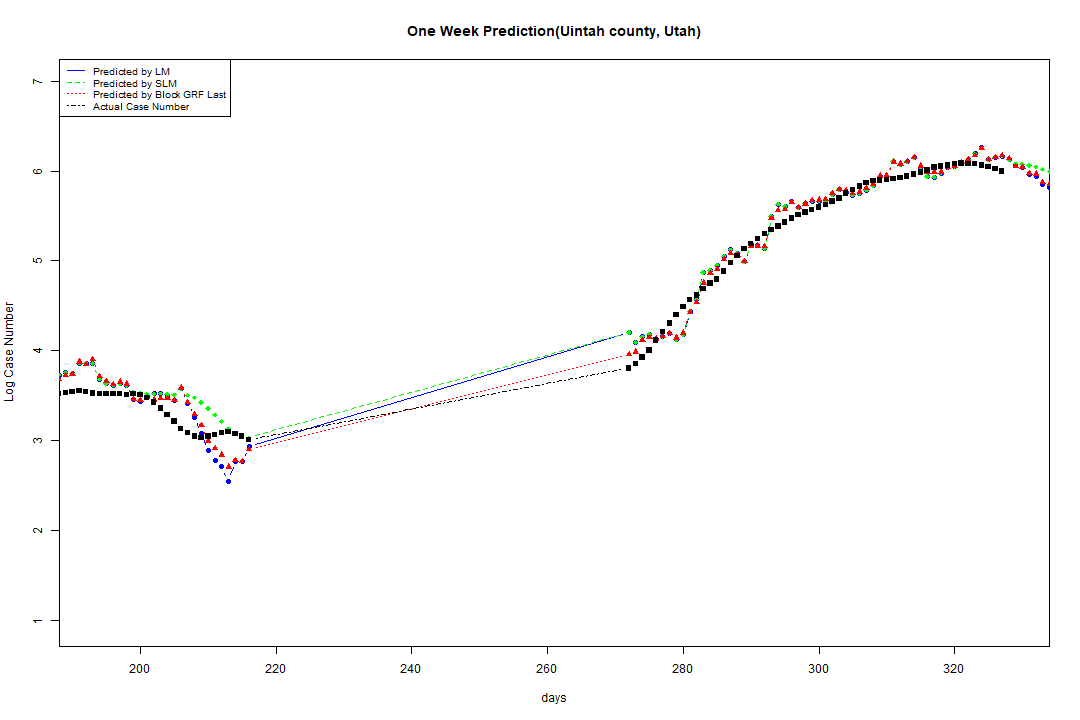 One Week Prediction(Uintah county, Utah)
Predicted by LM
Predicted by SLM
Predicted by Block GRF Last
Actual Case Number
7
6
5
4
3
2
1
Log Case Number
200 220 240 260 280 300 320
days